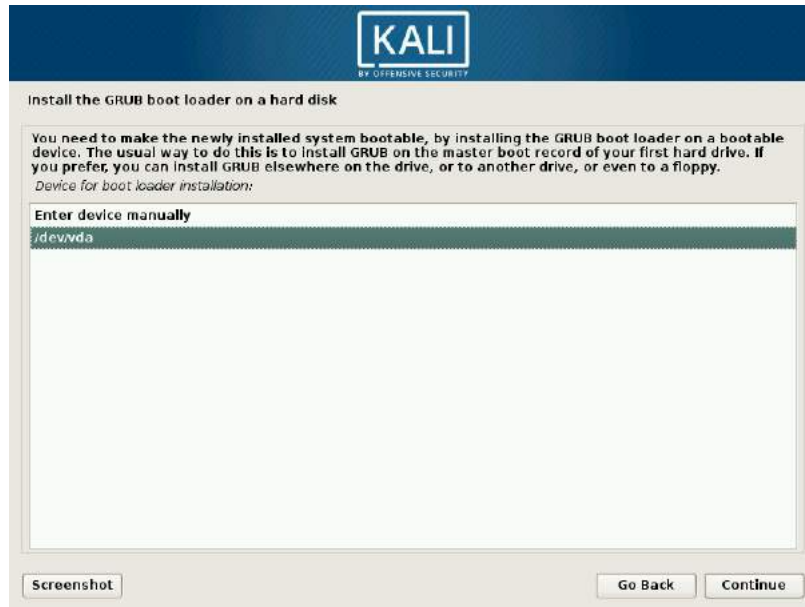 KALI
BY OFFENSIVE SECURITY
Install the GRUB boot loader on a hard disk
You need to make the newly installed system bootable, by installing the GRUB boot loader on a bootable
device. The usual way to do this is to install GRUB on the master boot record of your first hard drive. If
you prefer, you can install GRUB elsewhere on the drive, or to another drive, or even to a floppy.
Device for boot loader installation:
Enter device manually
/dev/vda
Screenshot
Go Back
Continue